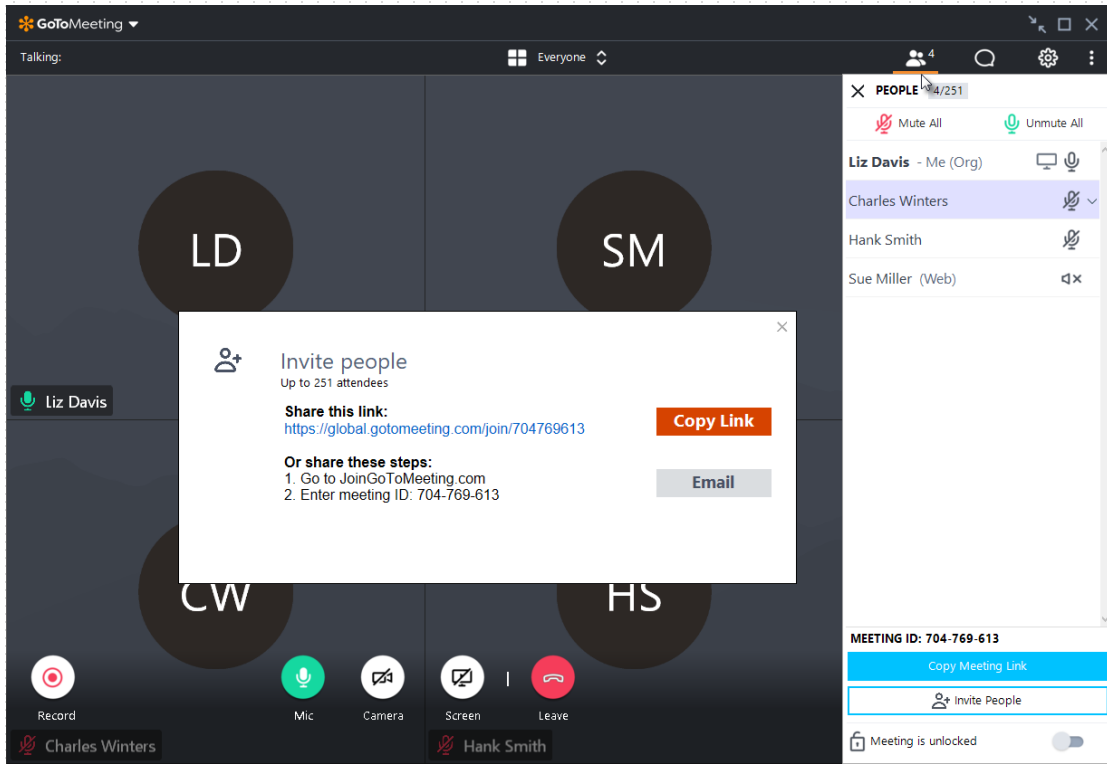 GoToMeeting
Talking:
Everyone
4
PEOPLE 4/251
Mute All
Unmute All
Liz Davis - Me (Org)
Charles Winters
Hank Smith
Sue Miller (Web)
LD
SM
Liz Davis
Invite people
Up to 251 attendees
Share this link:
https://global.gotomeeting.com/join/704769613
Copy Link
Or share these steps:
1. Go to JoinGoToMeeting.com
2. Enter meeting ID: 704-769-613
Email
CW
HS
Record
Mic
Camera
Screen
Leave
Charles Winters
Hank Smith
MEETING ID: 704-769-613
Copy Meeting Link
Invite People
Meeting is unlocked